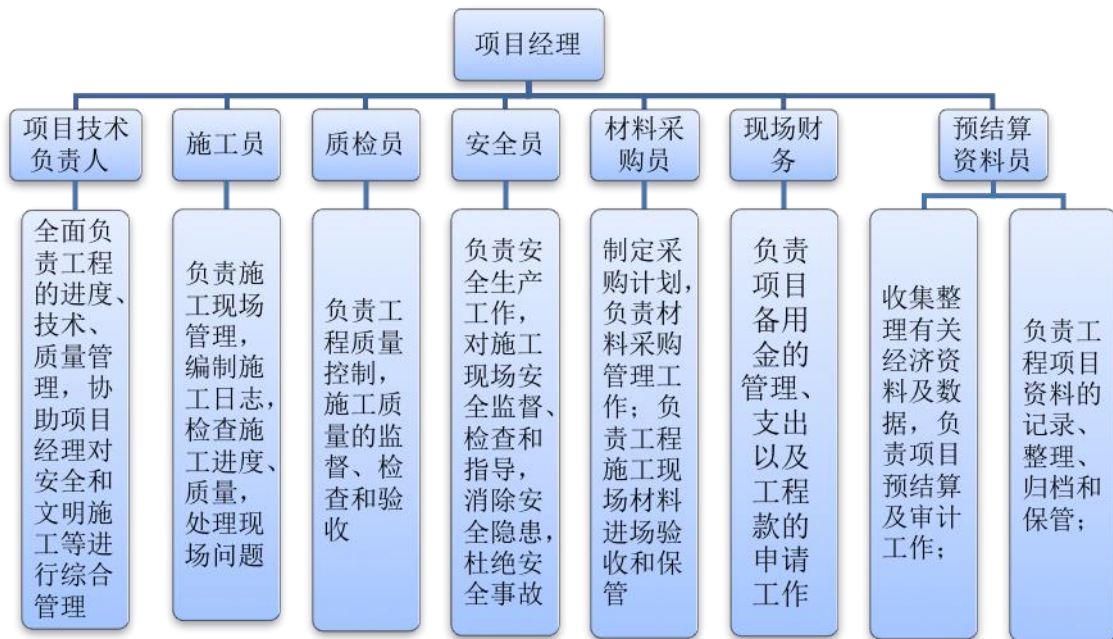 项目经理
项目技术
负责人
施工员
质检员
安全员
材料采
购员
现场财
务
预结算
资料员
全面负
责工程
的进度、
技术、
质量管
理，协
助项目
经理对
安全和
文明施
工等进
行综合
管理
负责施
工现场
管理，
编制施
工日志，
检查施
工进度、
质量，
处理现
场问题
负责工
程质量
控制，
施工质
量的监
督、检
查和验
收
负责安
全生产
工作，
对施工
现场安
全监督、
检查和
指导，
消除安
全隐患，
杜绝安
全事故
制定采
购计划，
负责材
料采购
管理工
作；负
责工程
施工现
场材料
进场验
收和保
管
负责
项目
备用
金的
管理、
支出
以及
工程
款的
申请
工作
收集整
理有关
经济资
料及数
据，负
责项目
预结算
及审计
工作；
负责工
程项目
资料的
记录、
整理、
归档和
保管；